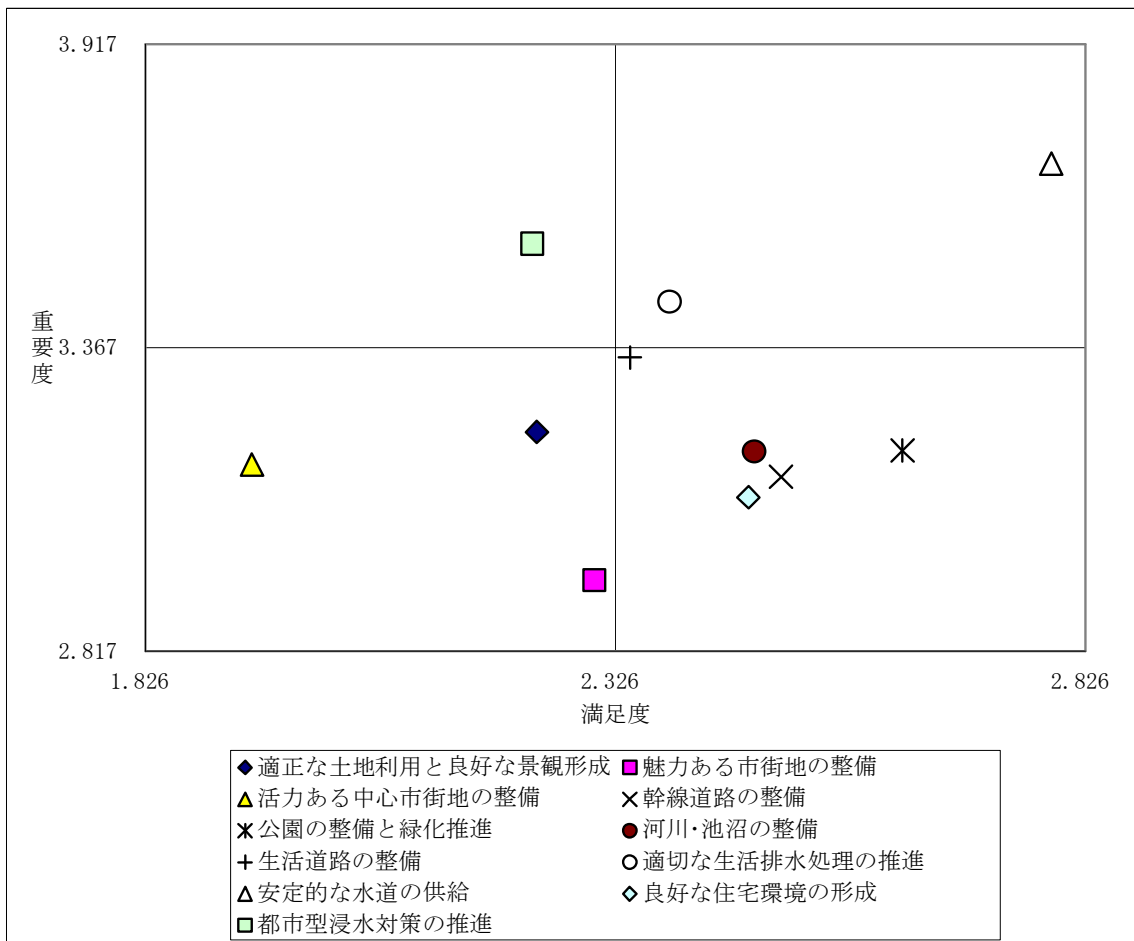 3.917
重要度
3.367
2.817
1.826
2.326
2.826
満足度
適正な土地利用と良好な景観形成
魅力ある市街地の整備
活力ある中心市街地の整備
幹線道路の整備
公園の整備と緑化推進
河川・池沼の整備
生活道路の整備
適切な生活排水処理の推進
安定的な水道の供給
良好な住宅環境の形成
都市型浸水対策の推進